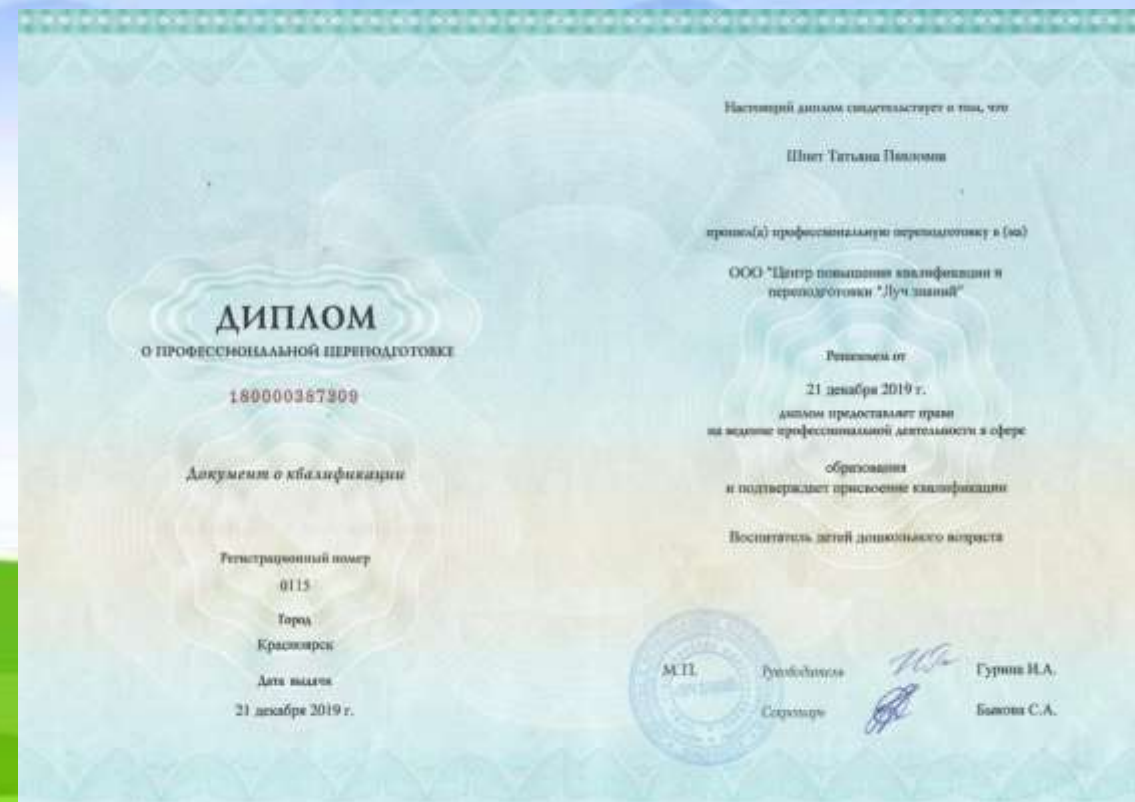 ДИПЛОМ
О ПРОФЕССИОНАЛЬНОЙ ПЕРЕПОДГОТОВКЕ
180000387309
Документ о квалификации
Регистрационный номер
0115
Город
Красноярск
Дата выдачи
21 декабря 2019 г.
Настоящий диплом свидетельствует о том, что
Татьяна Павловна
прошел(а) профессиональную переподготовку в (на)
ООО "Центр повышения квалификации и
переподготовки "Луч знаний"
Решением от
21 декабря 2019 г.
диплом предоставляет право
на ведение профессиональной деятельности в сфере
образования
и подтверждает присвоение квалификации
Воспитатель детей дошкольного возраста
М.П.
Руководитель
Гурина И.А.
Секретарь
Быкова С.А.